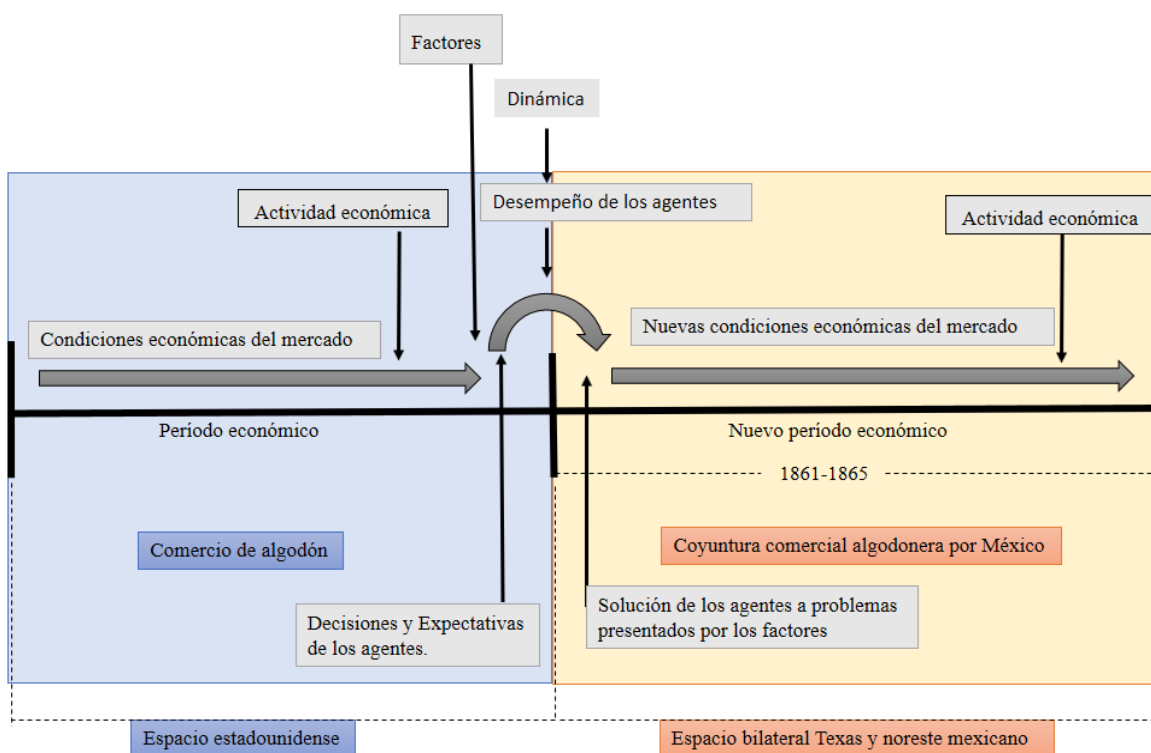 Factores
Dinámica
Desempeño de los agentes
Actividad económica
Actividad económica
Condiciones económicas del mercado
Nuevas condiciones económicas del mercado
Período económico
Nuevo período económico
1861-1865
Comercio de algodón
Coyuntura comercial algodonera por México
Decisiones y Expectativas
de los agentes.
Solución de los agentes a problemas
presentados por los factores
Espacio estadounidense
Espacio bilateral Texas y noreste mexicano